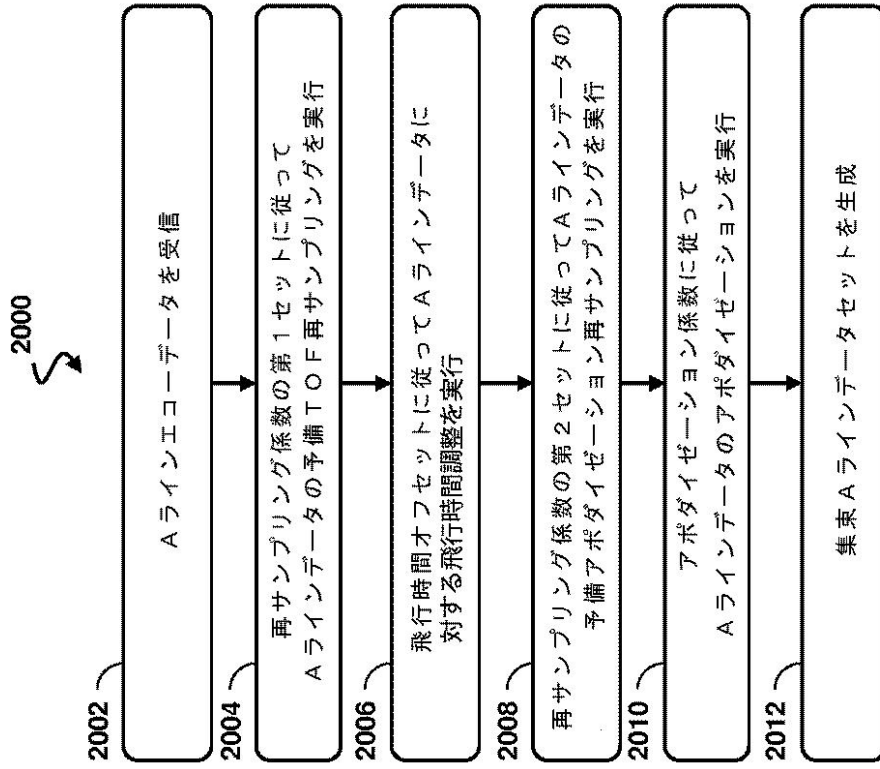 2000
2002
Aラインエコーデータを受信
2004
再サンプリング係数の第1セットに従って
Aラインデータの予備TOF再サンプリングを実行
2006
飛行時間オフセットに従ってAラインデータに
対する飛行時間調整を実行
2008
再サンプリング係数の第2セットに従ってAラインデータの
予備アポダイゼーション再サンプリングを実行
2010
アポダイゼーション係数に従って
Aラインデータのアポダイゼーションを実行
2012
集束Aラインデータセットを生成